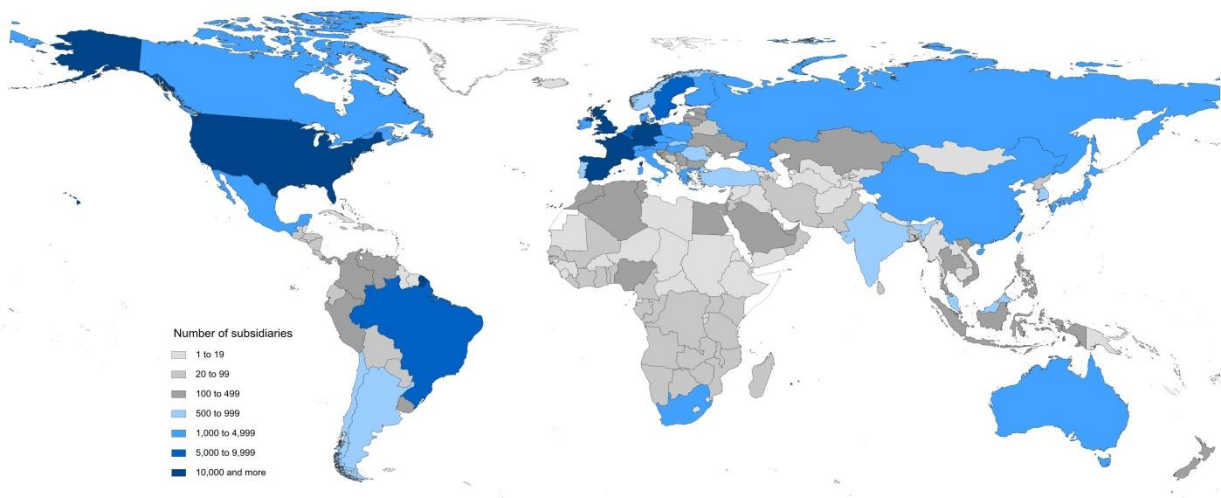 Number of subsidiaries
1 to 19
20 to 99
100 to 499
500 to 999
1,000 to 4,999
5,000 to 9,999
10,000 and more